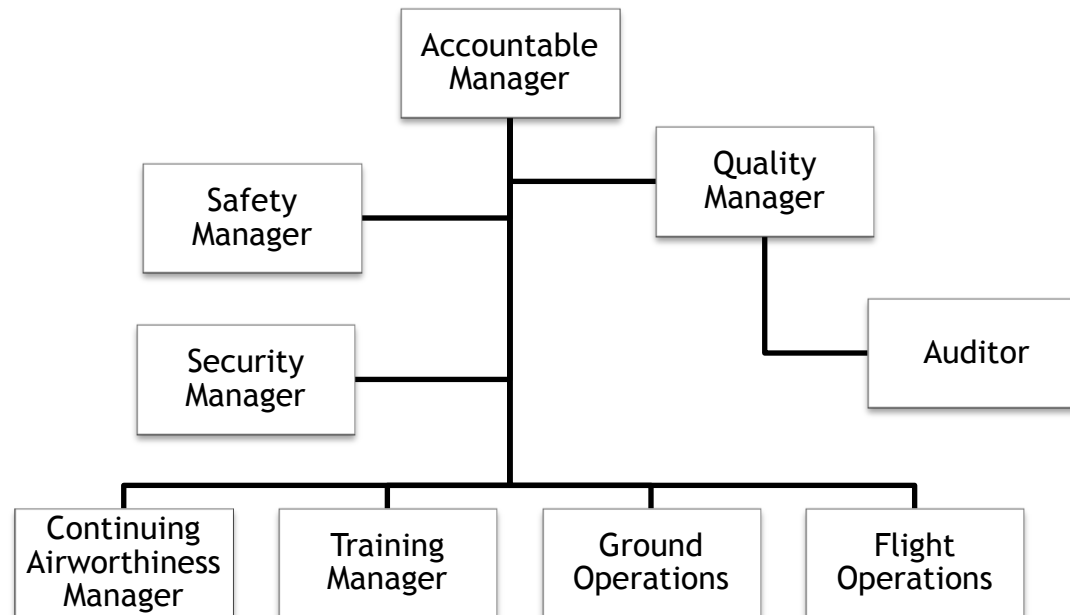 Accountable
Manager
Quality
Manager
Safety
Manager
Auditor
Security
Manager
Continuing
Airworthiness
Manager
Training
Manager
Ground
Operations
Flight
Operations